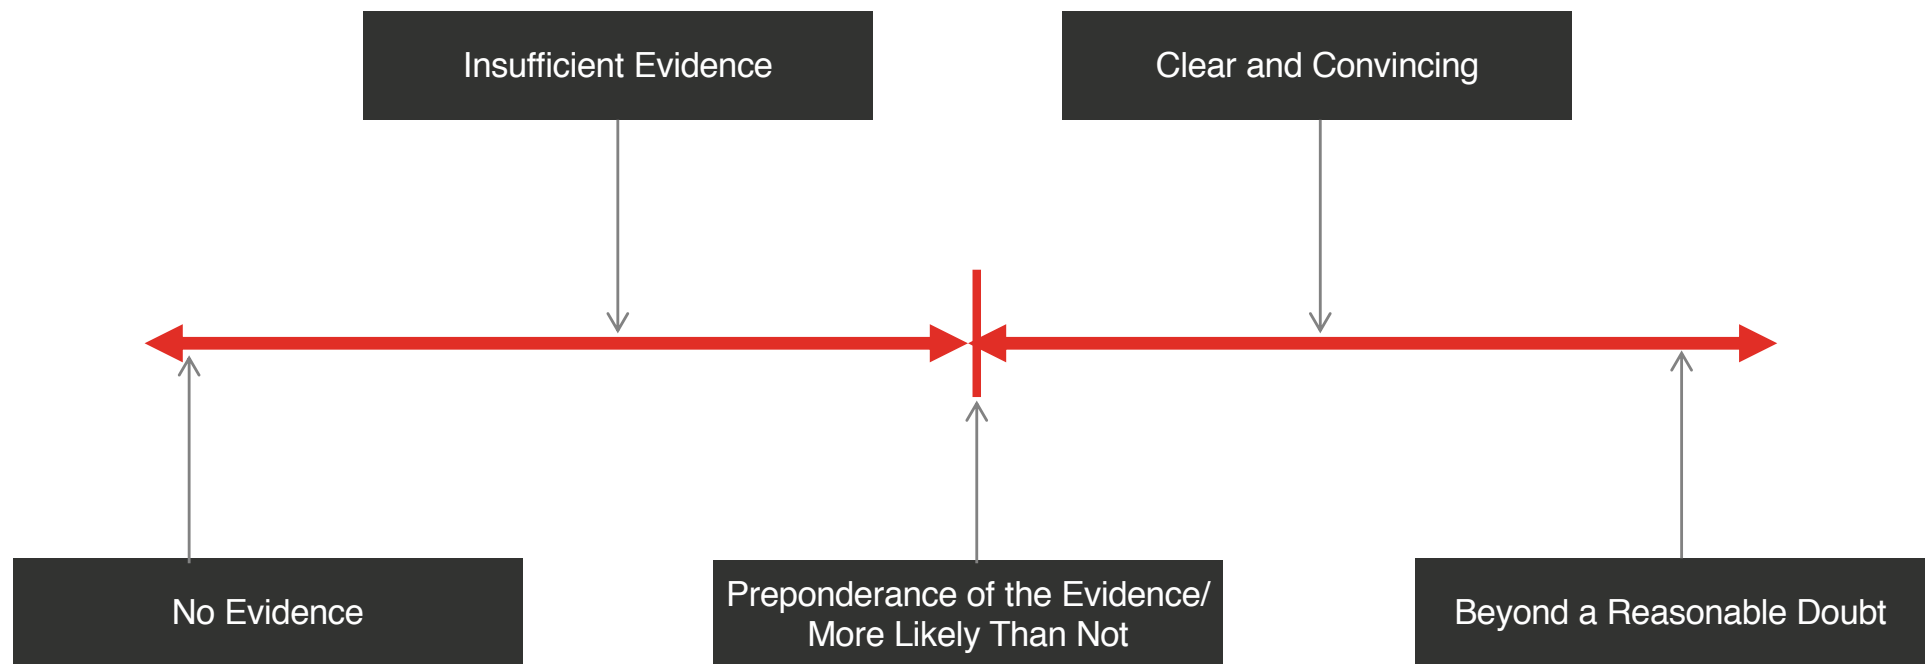 Insufficient Evidence
Clear and Convincing
No Evidence
Preponderance of the Evidence/
More Likely Than Not
Beyond a Reasonable Doubt